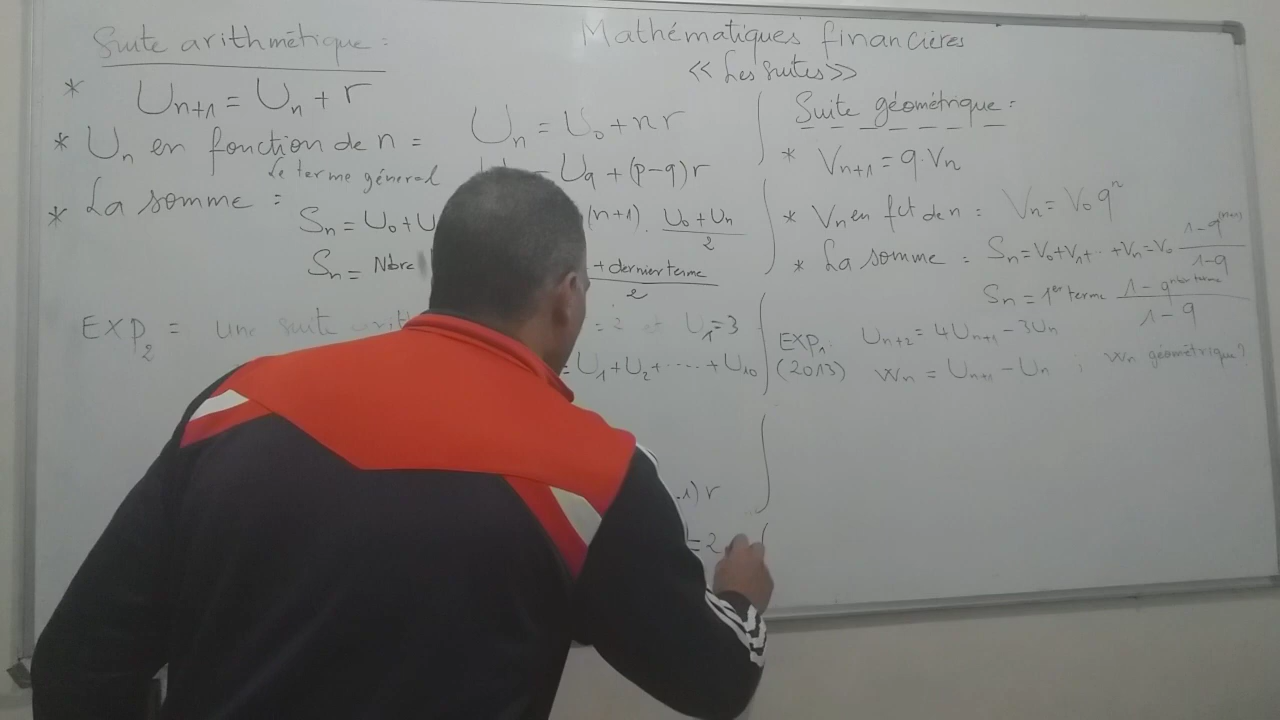 Mathématiques financières
<< Les suites >>
Suite arithmétique :
* Un+1 = Un + r
* Un en fonction de n = Un = U0 + nr
Le terme général = Uq + (p-q)r
* La somme : Sn = U0 + U (n+1). (U0 + Un)/2
Sn = Nbre + dernier terme / 2
EXP2 = Une suite arit = 2 et U1 = 3
= U1 + U2 + ..... + U10
1) r
= 2
Suite géométrique :
* Vn+1 = q.Vn
* Vn en fct de n = Vn = V0 q^n
* La somme : Sn = V0 + V1 + .. + Vn = V0 (1-q^(n+1))/(1-q)
Sn = 1er terme (1 - q^nbr terme)/(1 - q)
EXP1 Un+2 = 4Un+1 - 3Un
(2013) Wn = Un+1 - Un ; Wn géométrique?